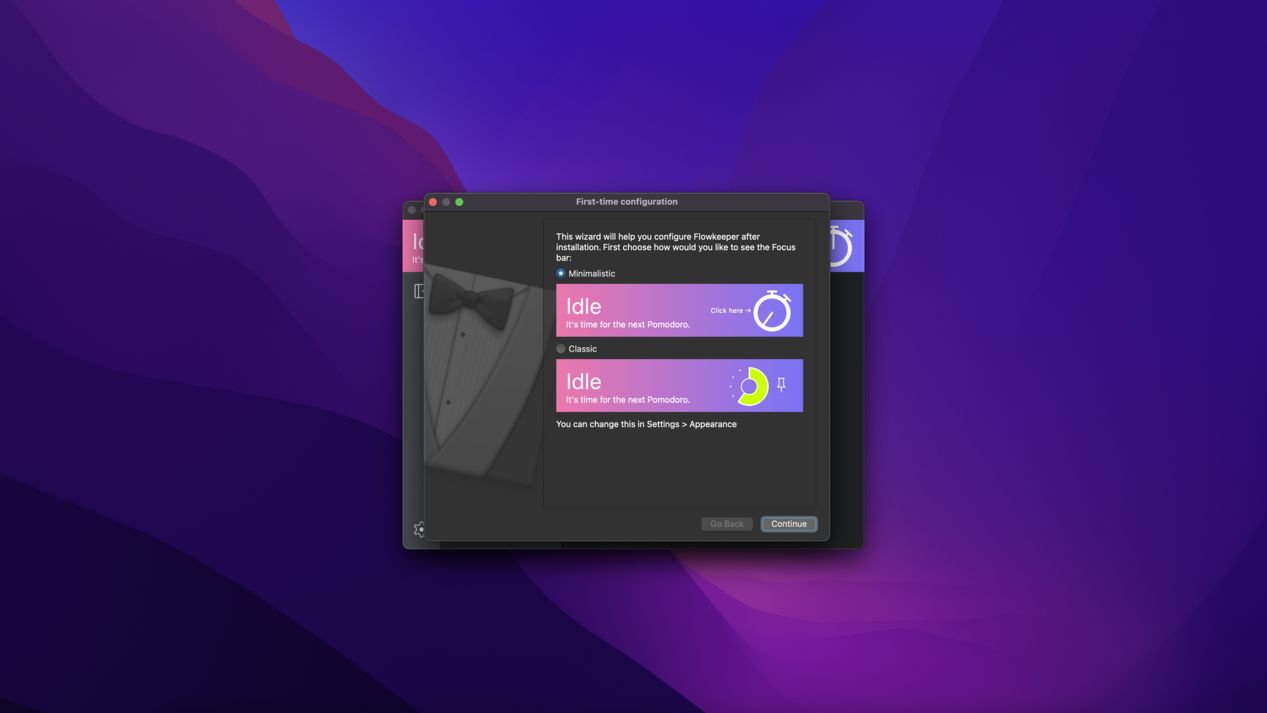 First-time configuration
This wizard will help you configure Flowkeeper after
installation. First choose how would you like to see the Focus
bar:
Minimalistic
Idle
It's time for the next Pomodoro.
Click here →
Classic
Idle
It's time for the next Pomodoro.
You can change this in Settings > Appearance
Go Back
Continue